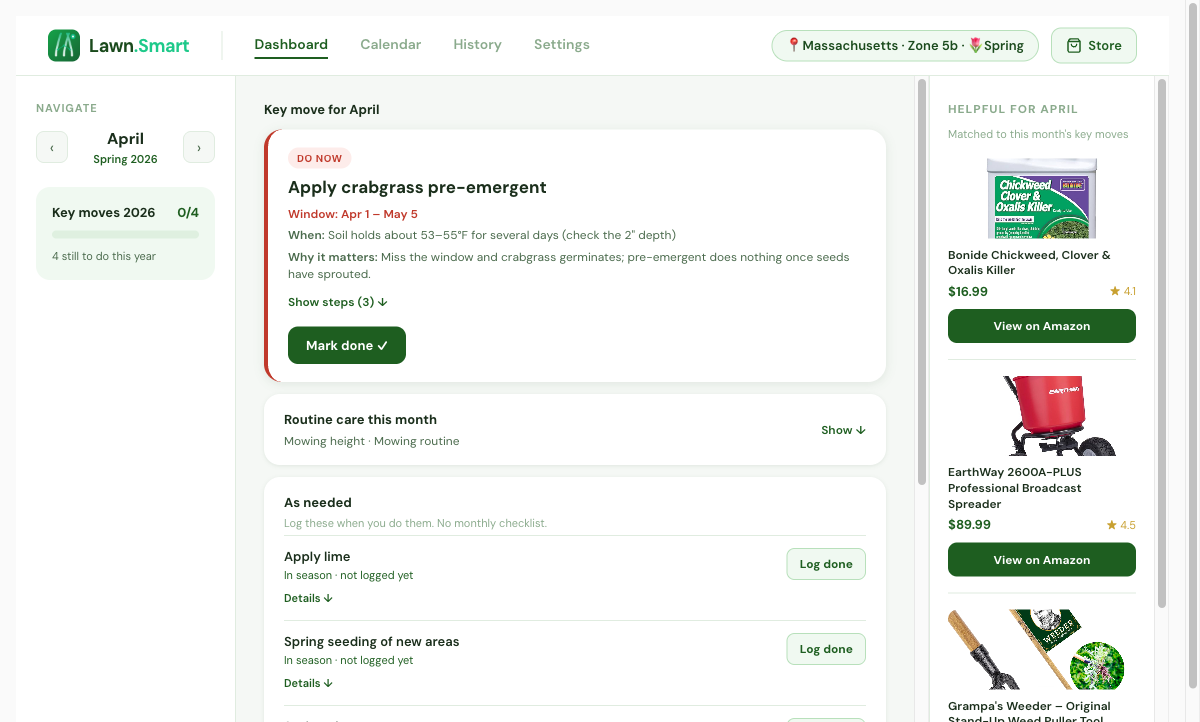 Lawn.Smart
Dashboard
Calendar
History
Settings
Massachusetts · Zone 5b · Spring
Store
NAVIGATE
‹
April
Spring 2026
›
Key moves 2026
0/4
4 still to do this year
Key move for April
DO NOW
Apply crabgrass pre-emergent
Window: Apr 1 – May 5
When: Soil holds about 53–55°F for several days (check the 2" depth)
Why it matters: Miss the window and crabgrass germinates; pre-emergent does nothing once seeds
have sprouted.
Show steps (3) ↓
Mark done ✓
Routine care this month
Mowing height · Mowing routine
Show ↓
As needed
Log these when you do them. No monthly checklist.
Apply lime
In season · not logged yet
Details ↓
Log done
Spring seeding of new areas
In season · not logged yet
Details ↓
Log done
HELPFUL FOR APRIL
Matched to this month's key moves
Chickweed
Clover &
Oxalis Killer
Bonide Chickweed, Clover &
Oxalis Killer
$16.99
★ 4.1
View on Amazon
EARTHWAY
EarthWay 2600A-PLUS
Professional Broadcast
Spreader
$89.99
★ 4.5
View on Amazon
WEEDER
Grampa's Weeder – Original
Stand-Up Weed Puller Tool